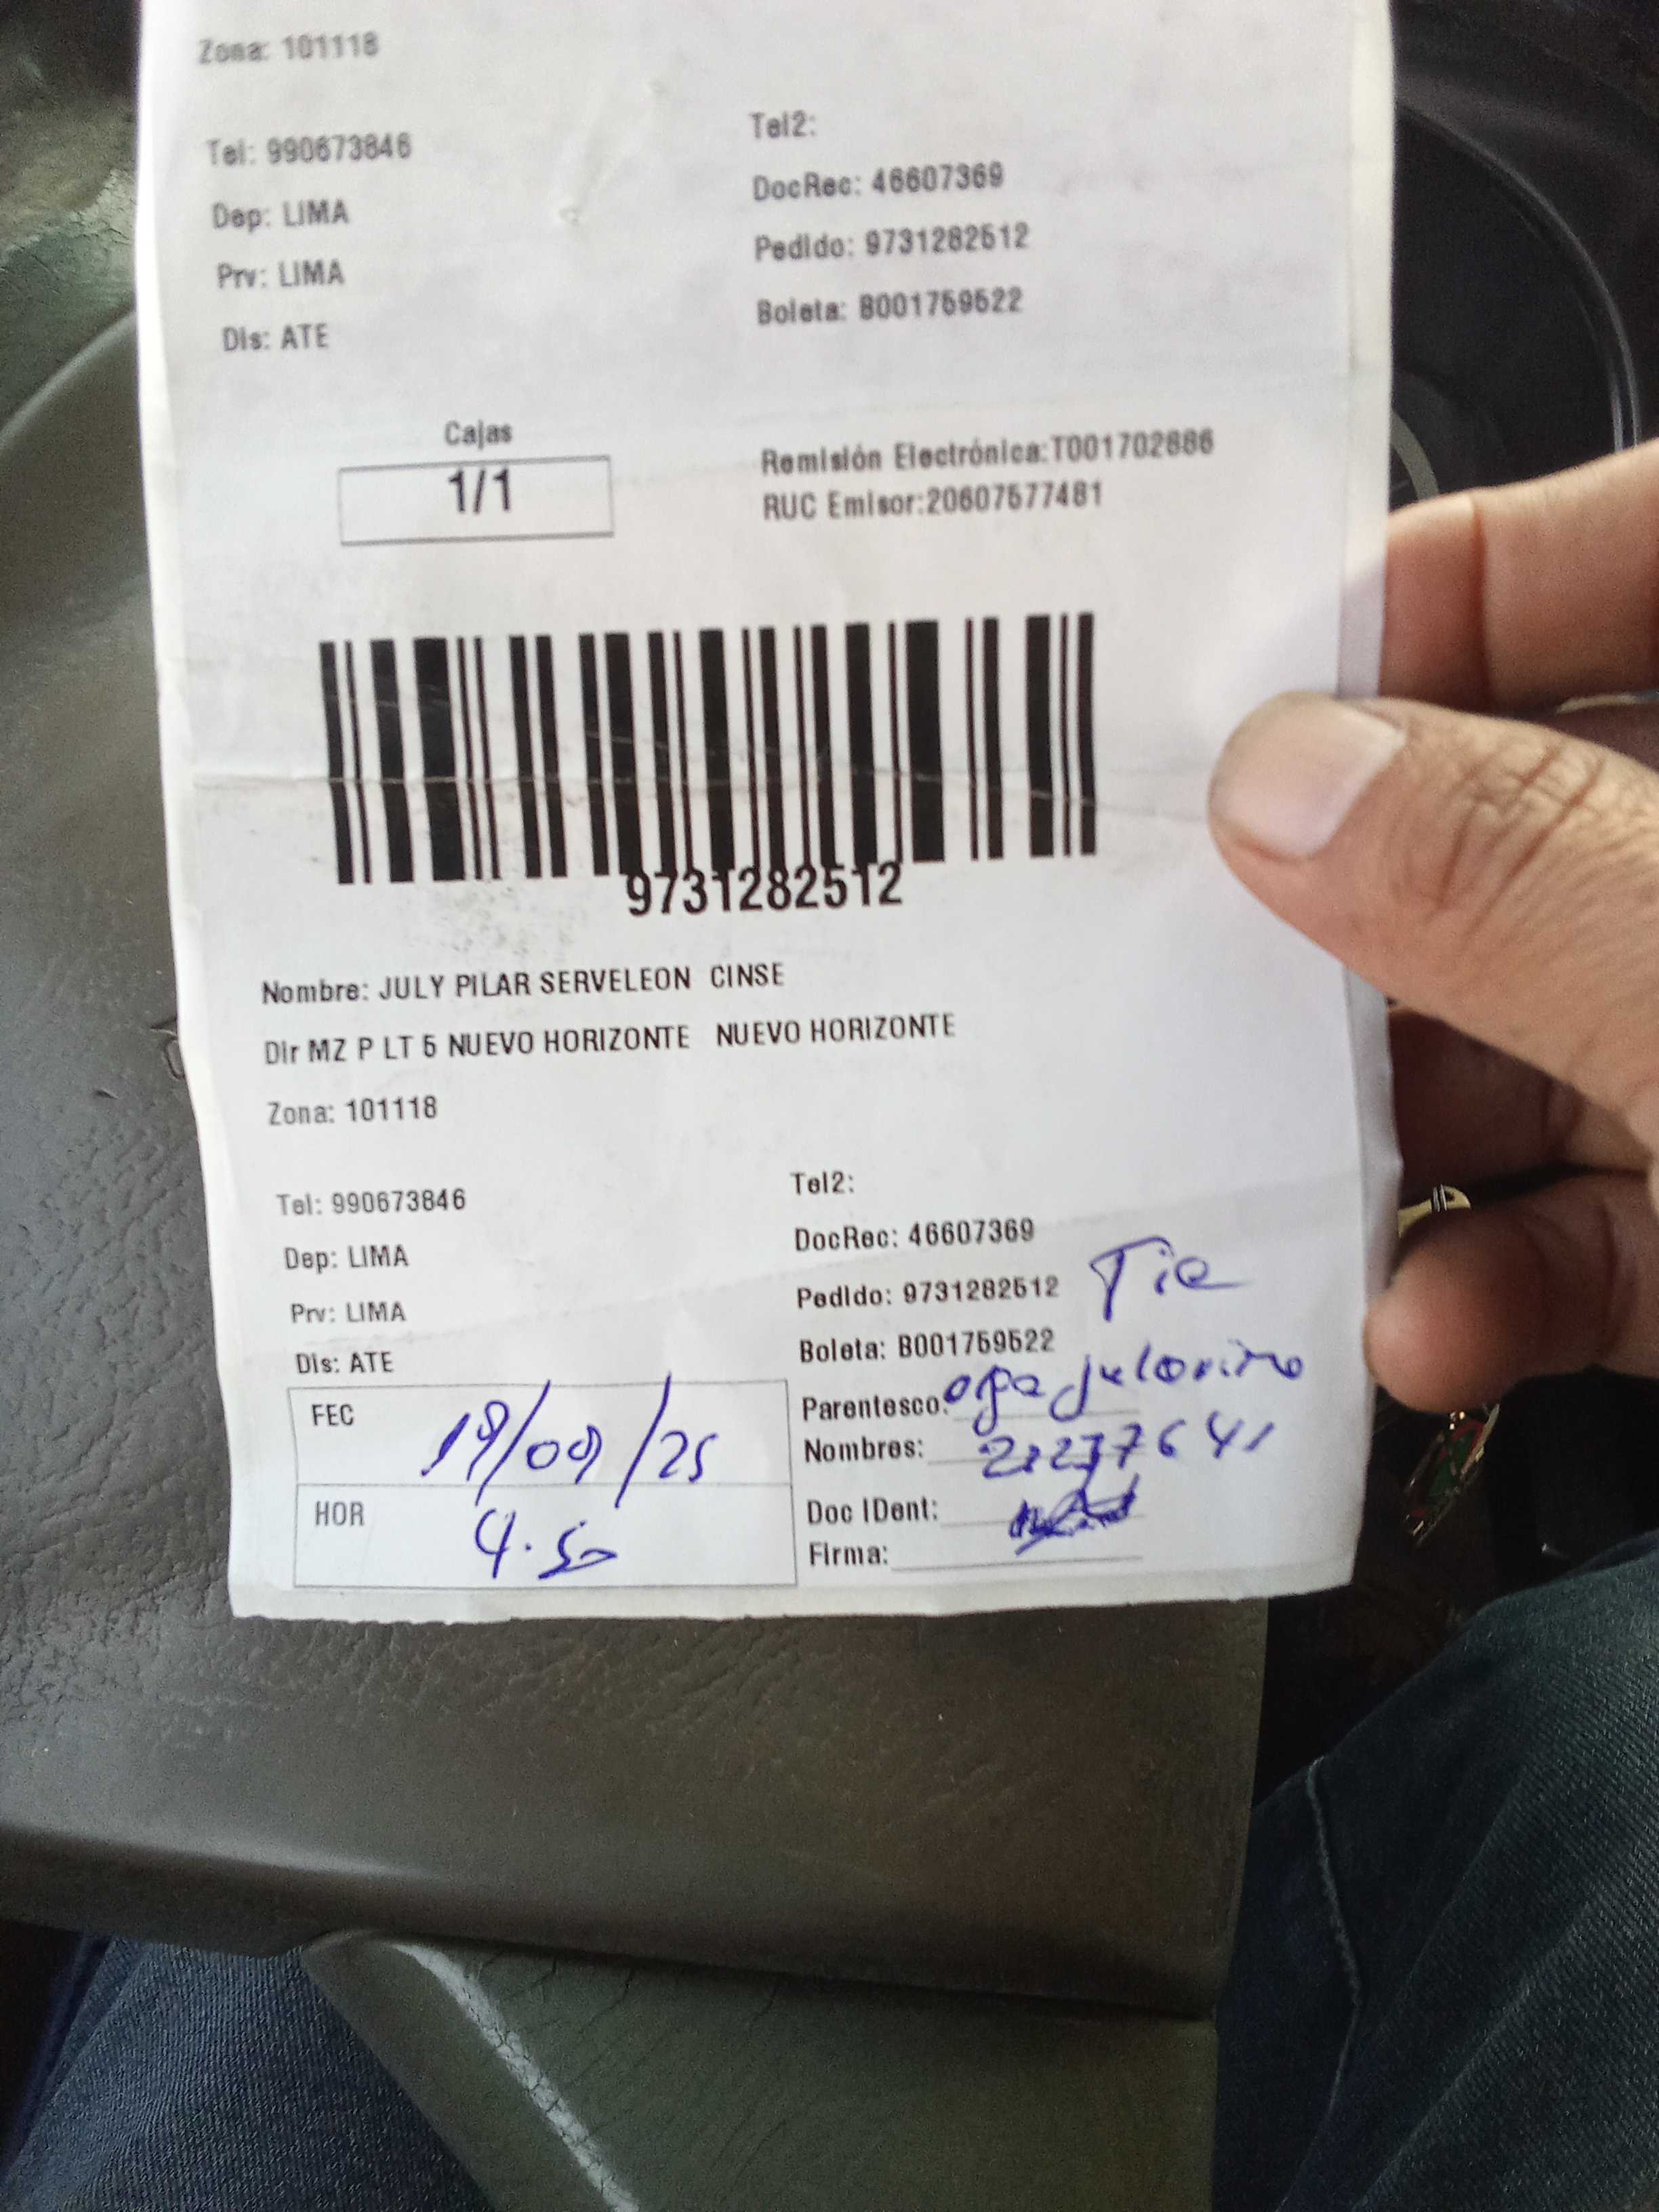 Zona: 101118
Tel: 990673846
Tel2:
Dep: LIMA
DocRec: 46607369
Prv: LIMA
Pedido: 9731282512
Dis: ATE
Boleta: B001759522
Cajas
1/1
Remisión Electrónica:T001702886
RUC Emisor:20607577481
9731282512
Nombre: JULY PILAR SERVELEON CINSE
Dir MZ P LT 5 NUEVO HORIZONTE NUEVO HORIZONTE
Zona: 101118
Tel: 990673846
Tel2:
Dep: LIMA
DocRec: 46607369
Prv: LIMA
Pedido: 9731282512 Tia
Dis: ATE
Boleta: B001759522
FEC 19/09/25
Parentesco:
Nombres:
HOR 4.50
Doc IDent:
Firma: